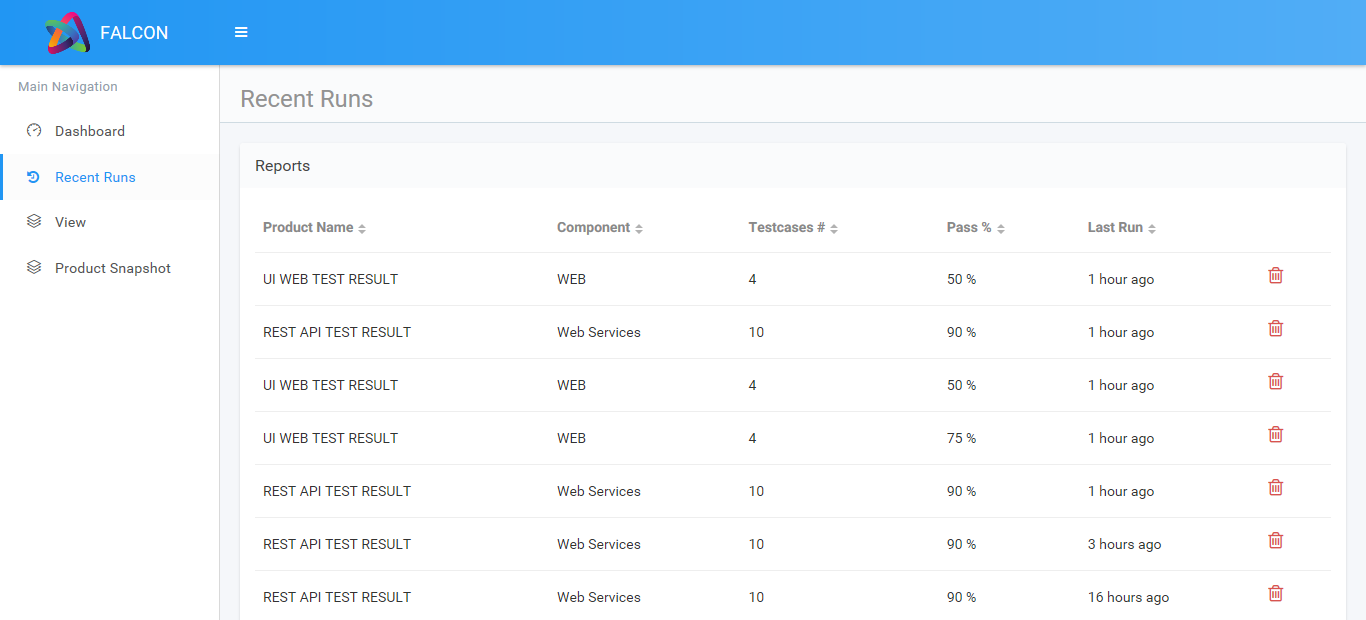 FALCON
Main Navigation
Dashboard
Recent Runs
View
Product Snapshot
Recent Runs
Reports
Product Name Component Testcases # Pass % Last Run
UI WEB TEST RESULT WEB 4 50 % 1 hour ago
REST API TEST RESULT Web Services 10 90 % 1 hour ago
UI WEB TEST RESULT WEB 4 50 % 1 hour ago
UI WEB TEST RESULT WEB 4 75 % 1 hour ago
REST API TEST RESULT Web Services 10 90 % 1 hour ago
REST API TEST RESULT Web Services 10 90 % 3 hours ago
REST API TEST RESULT Web Services 10 90 % 16 hours ago